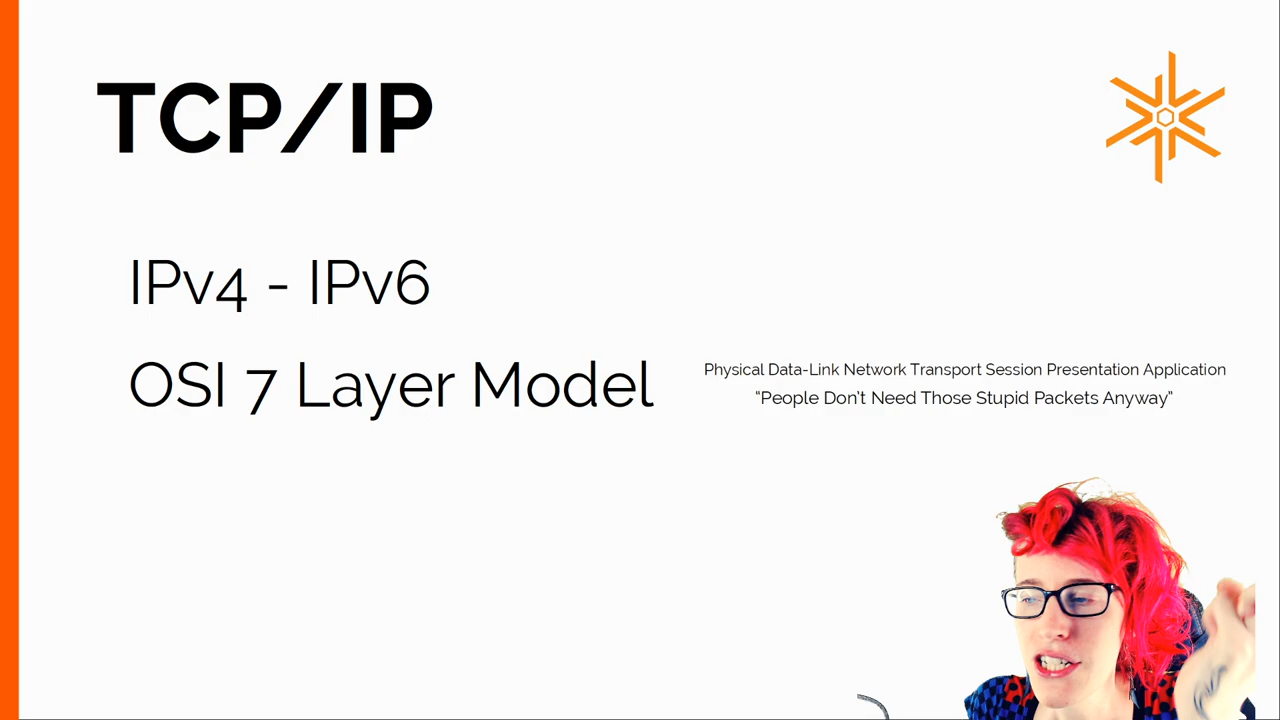 TCP/IP
IPv4 - IPv6
OSI 7 Layer Model
Physical Data-Link Network Transport Session Presentation Application
“People Don’t Need Those Stupid Packets Anyway”